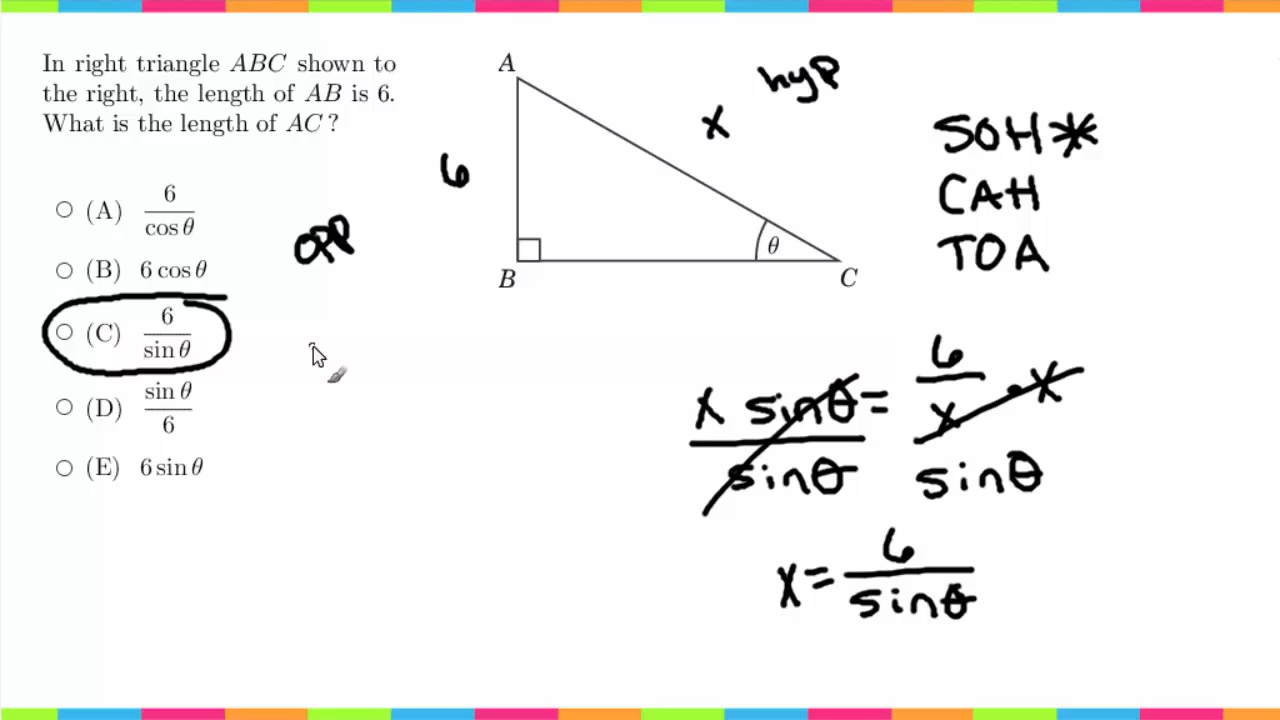 In right triangle ABC shown to
the right, the length of AB is 6.
What is the length of AC?
(A) 6
cos θ
(B) 6 cos θ
(C) 6
sin θ
(D) sin θ
6
(E) 6 sin θ
A
B
C
θ
6
x
hyp
opp
SOH*
CAH
TOA
x sinθ = 6 · x
x
sinθ sinθ
x = 6
sinθ